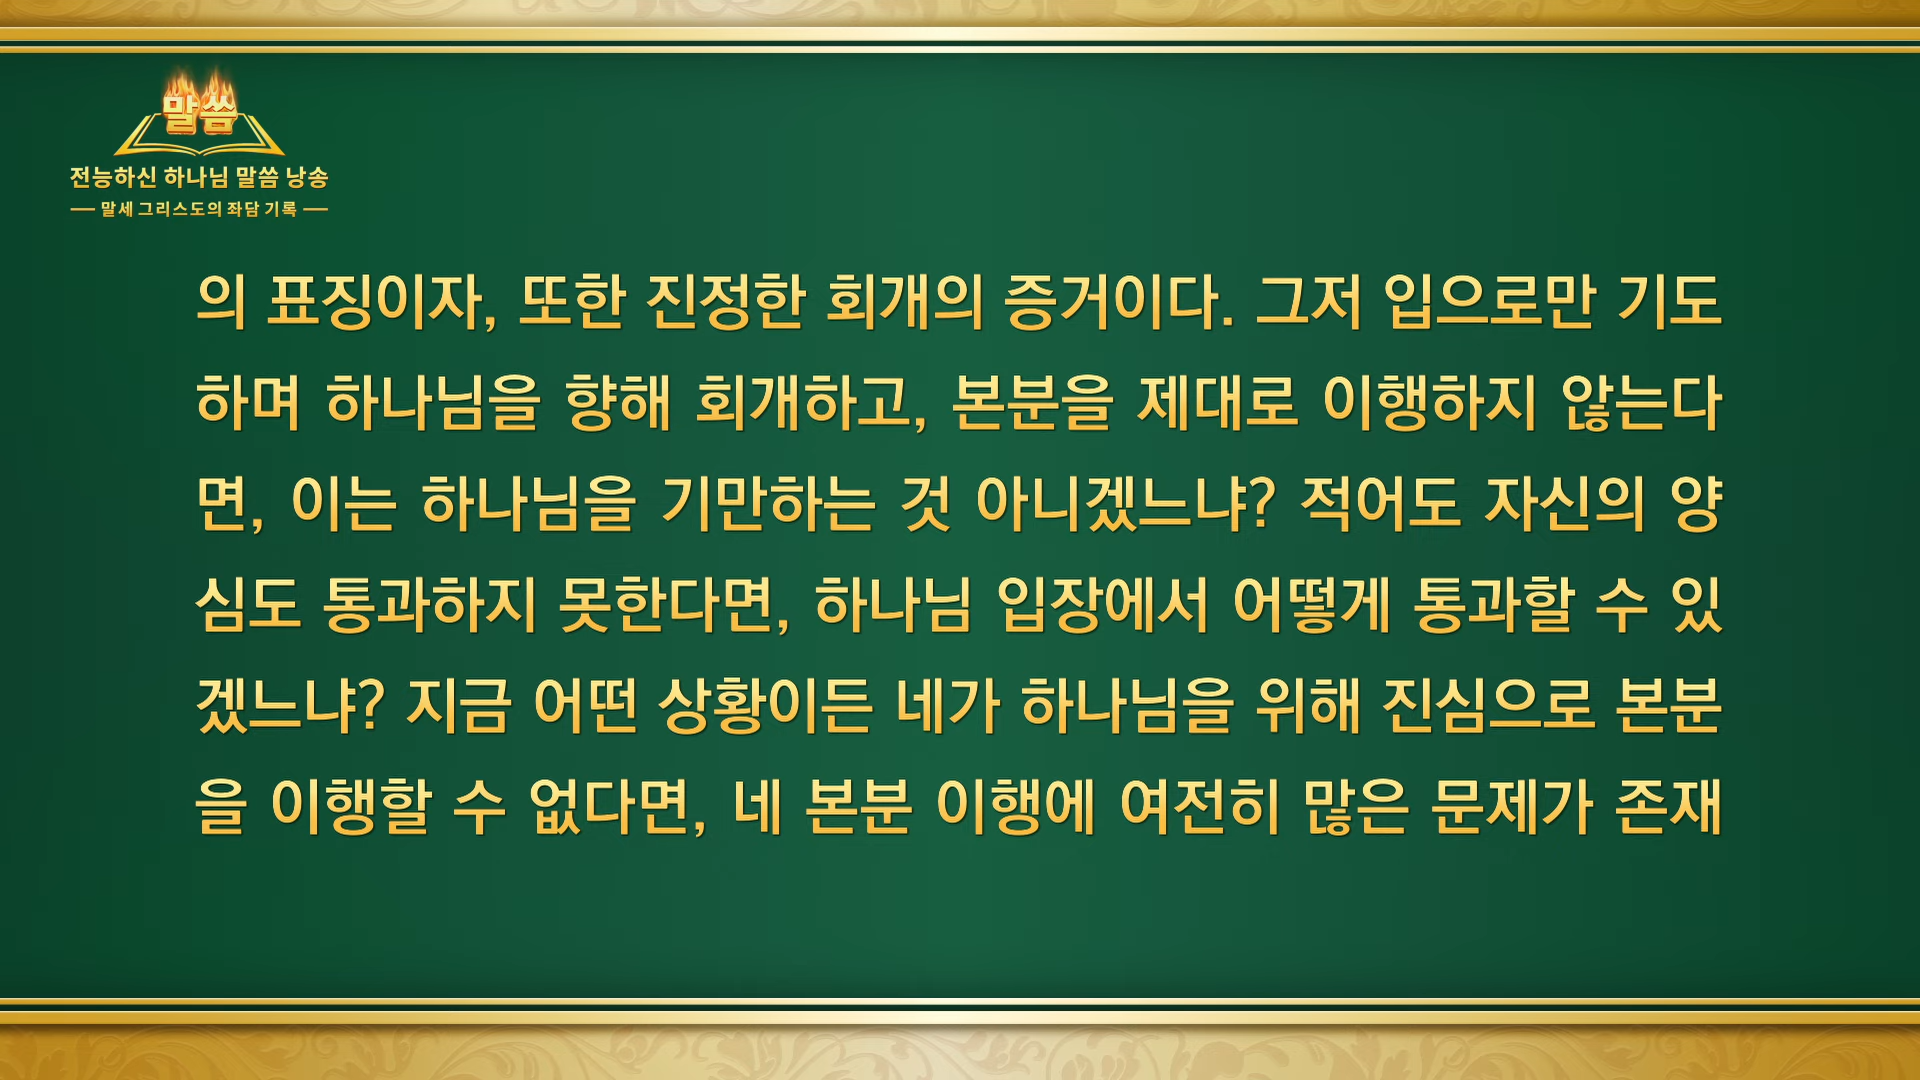 말씀
전능하신 하나님 말씀 낭송
말세 그리스도의 좌담 기록
의 표징이자, 또한 진정한 회개의 증거이다. 그저 입으로만 기도
하며 하나님을 향해 회개하고, 본분을 제대로 이행하지 않는다
면, 이는 하나님을 기만하는 것 아니겠느냐? 적어도 자신의 양
심도 통과하지 못한다면, 하나님 입장에서 어떻게 통과할 수 있
겠느냐? 지금 어떤 상황이든 네가 하나님을 위해 진심으로 본분
을 이행할 수 없다면, 네 본분 이행에 여전히 많은 문제가 존재